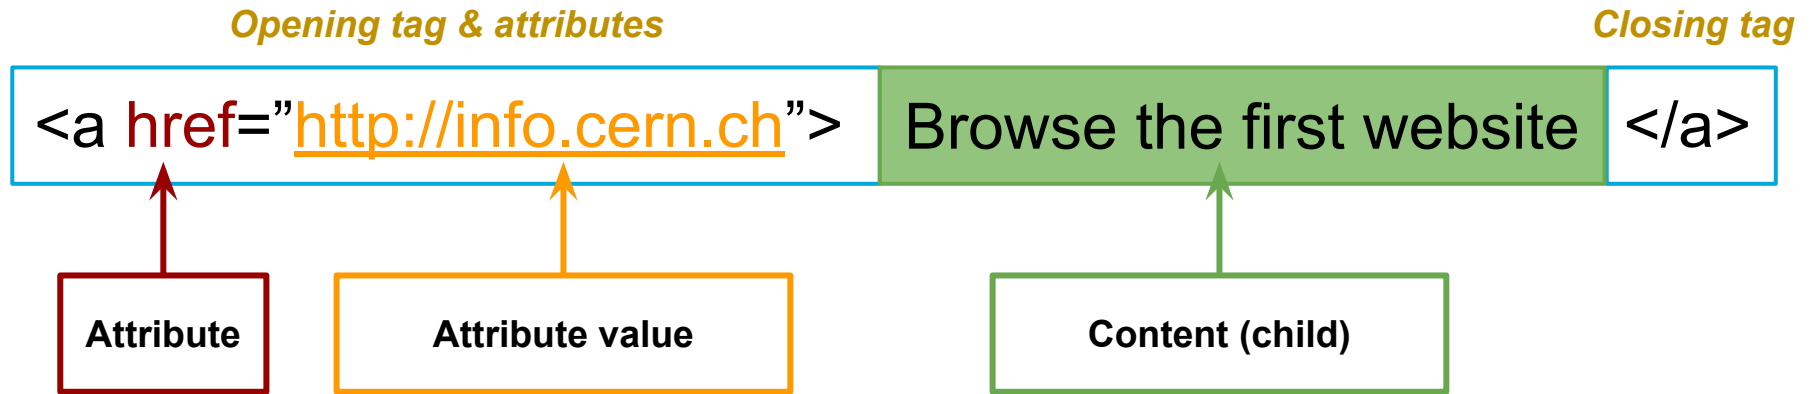 Opening tag & attributes Closing tag
<a href=”http://info.cern.ch”> Browse the first website </a>
Attribute Attribute value Content (child)